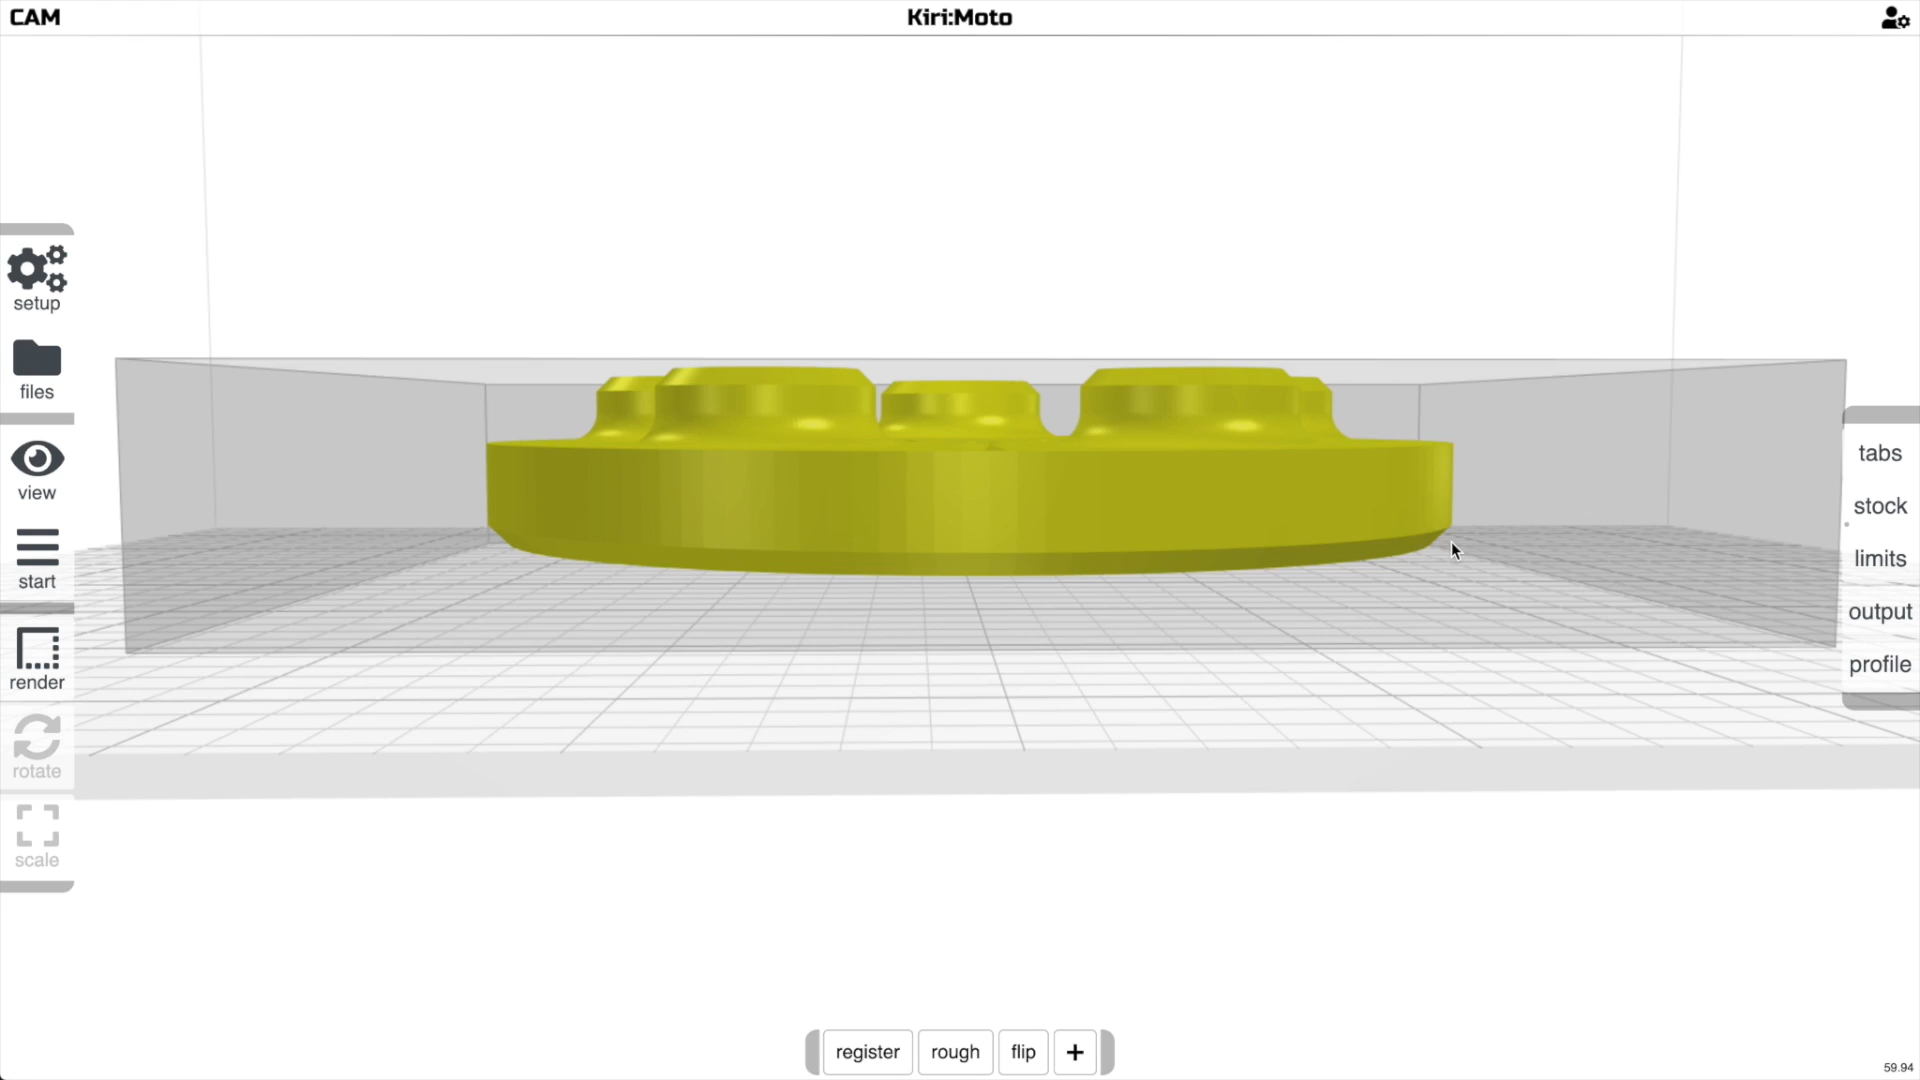 CAM
Kiri:Moto
setup
files
view
start
render
rotate
scale
tabs
stock
limits
output
profile
register rough flip +
59.94